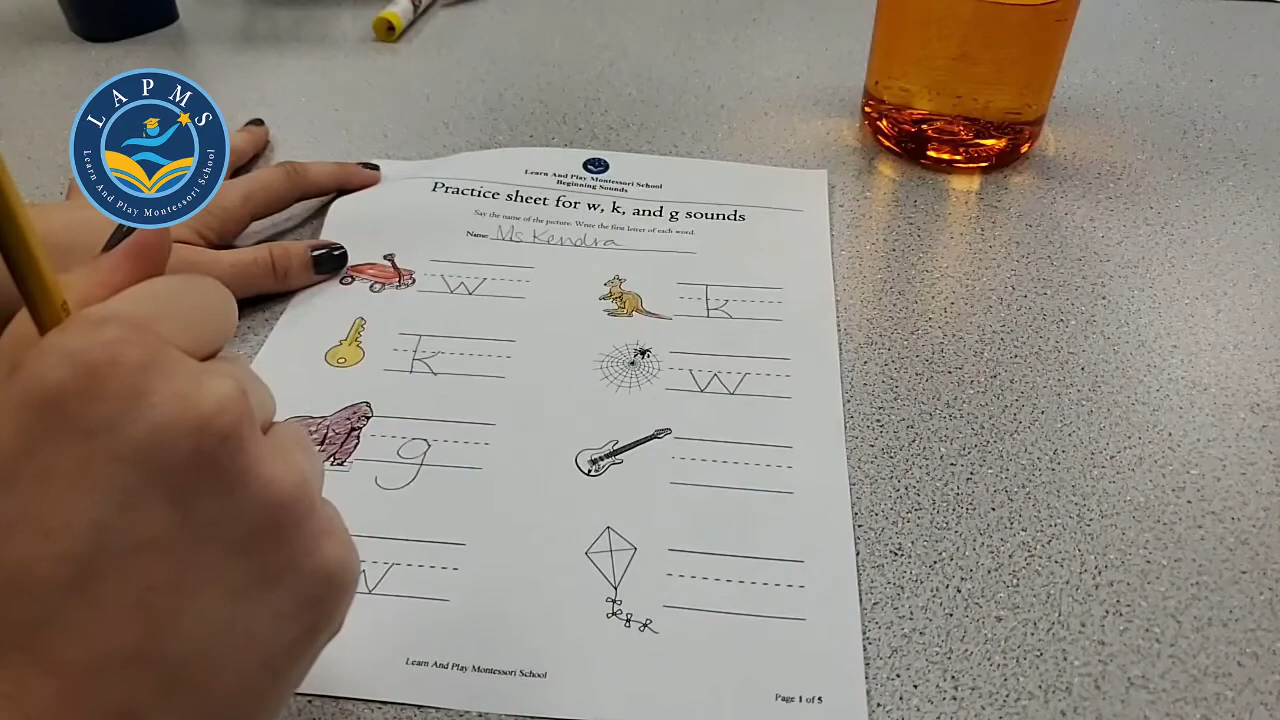 LAPMS
Learn And Play Montessori School
Learn And Play Montessori School
Beginning Sounds
Practice sheet for w, k, and g sounds
Say the name of the picture. Write the first letter of each word.
Name: Ms Kendra
w
k
k
w
g
w
Learn And Play Montessori School
Page 1 of 5